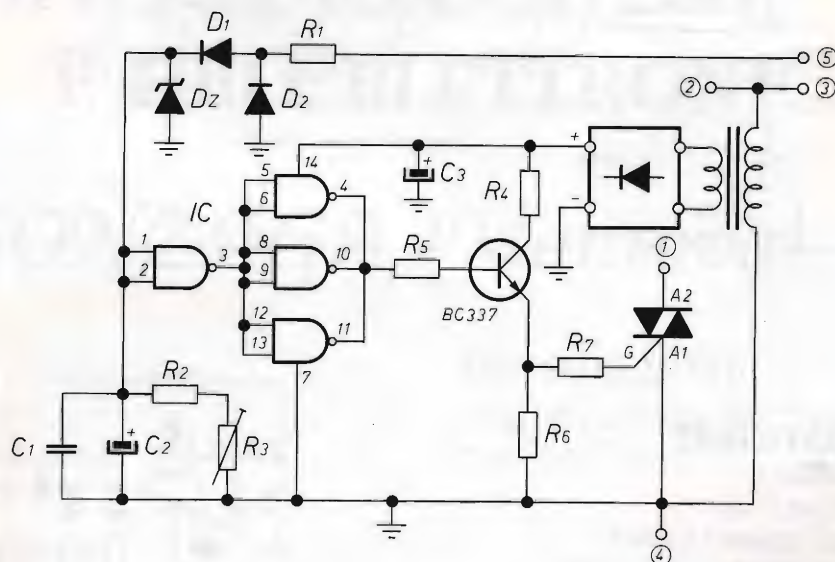 D1
R1
⑤
②
③
DZ
D2
14
+
5
4
C3
+
6
R4
IC
−
R5
①
1
3
8
10
2
9
A2
BC337
12
11
R7
13
G
A1
7
R2
+
C1
C2
R3
R6
④